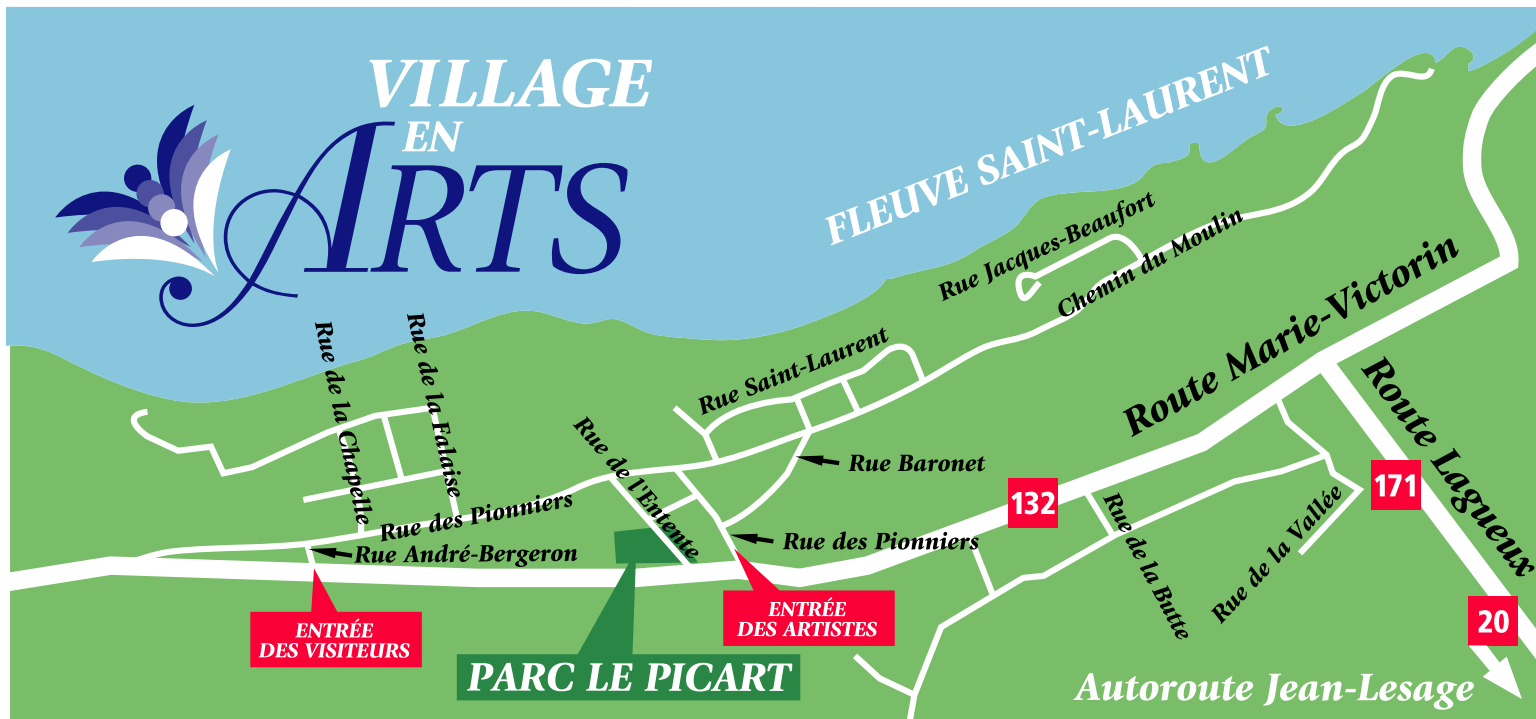 VILLAGE
EN
ARTS
FLEUVE SAINT-LAURENT
Rue Jacques-Beaufort
Chemin du Moulin
Route Marie-Victorin
Rue de la Chapelle
Rue de la Falaise
Rue Saint-Laurent
Route Lagueux
Rue de l'Entente
Rue Baronet
132
171
Rue des Pionniers
Rue des Pionniers
Rue André-Bergeron
Rue de la Butte
Rue de la Vallée
ENTRÉE
DES VISITEURS
ENTRÉE
DES ARTISTES
20
PARC LE PICART
Autoroute Jean-Lesage